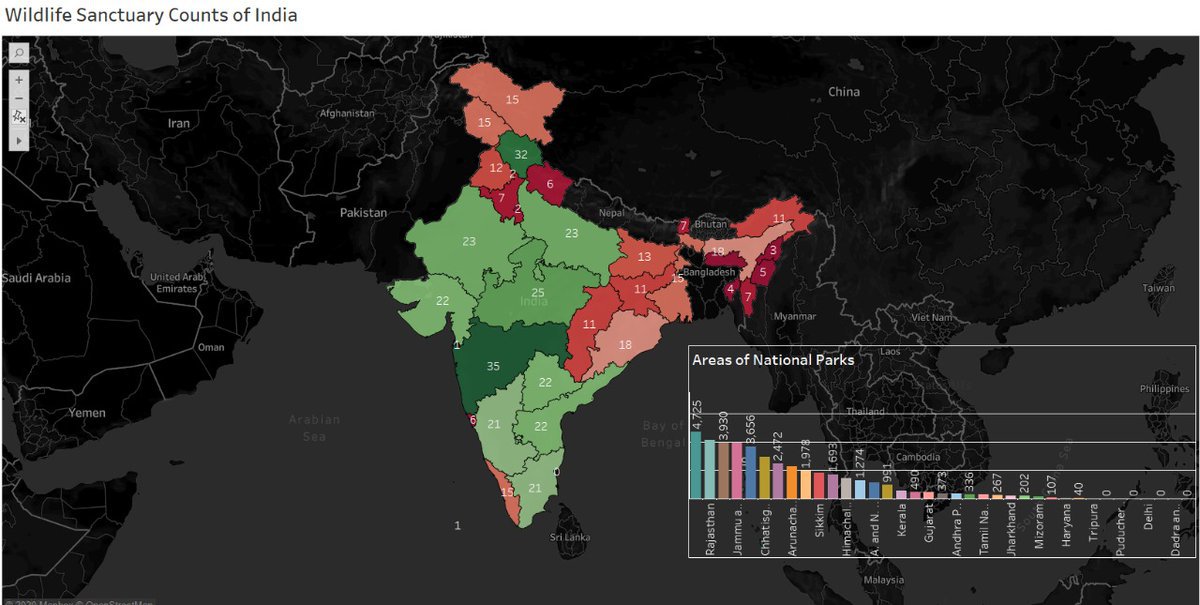 Wildlife Sanctuary Counts of India
China
Iran
Afghanistan
Pakistan
Nepal
Bhutan
Bangladesh
Saudi Arabia
United Arab
Emirates
Oman
Yemen
India
Myanmar
Taiwan
Viet Nam
Laos
Thailand
Cambodia
Philippines
Malaysia
Sri Lanka
Arabian
Sea
Bay of
Bengal
15
15
32
12
2
7
2
6
23
23
7
11
18
3
5
4
7
13
15
11
22
25
11
18
1
35
22
6
21
22
0
15
21
1
Areas of National Parks
4,725
3,930
3,656
2,472
1,978
1,693
1,274
991
490
373
336
267
202
107
40
0
0
0
0
Rajasthan
Jammu a..
Chhatisg..
Arunacha..
Sikkim
Himachal..
A. and N. ..
Kerala
Gujarat
Andhra P..
Tamil Na..
Jharkhand
Mizoram
Haryana
Tripura
Puducher..
Delhi
Dadra an..
© 2020 Mapbox © OpenStreetMap